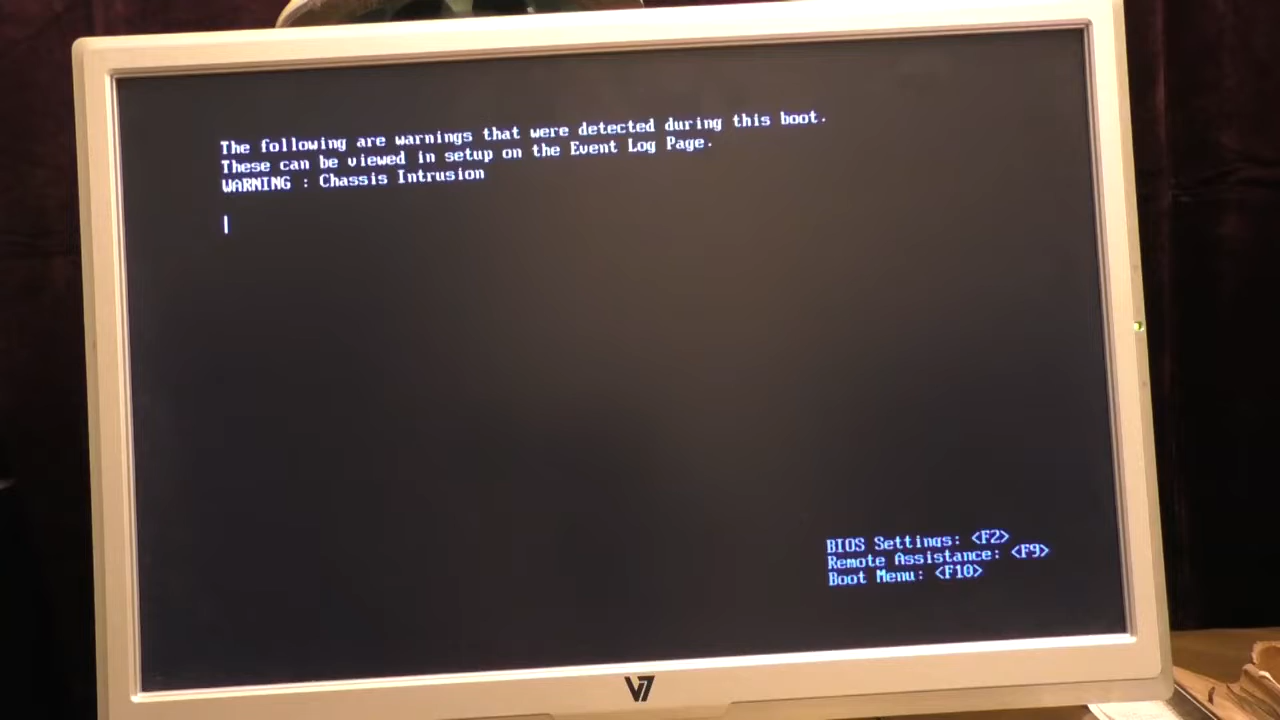 The following are warnings that were detected during this boot.
These can be viewed in setup on the Event Log Page.
WARNING : Chassis Intrusion
BIOS Settings: <F2>
Remote Assistance: <F9>
Boot Menu: <F10>
V7